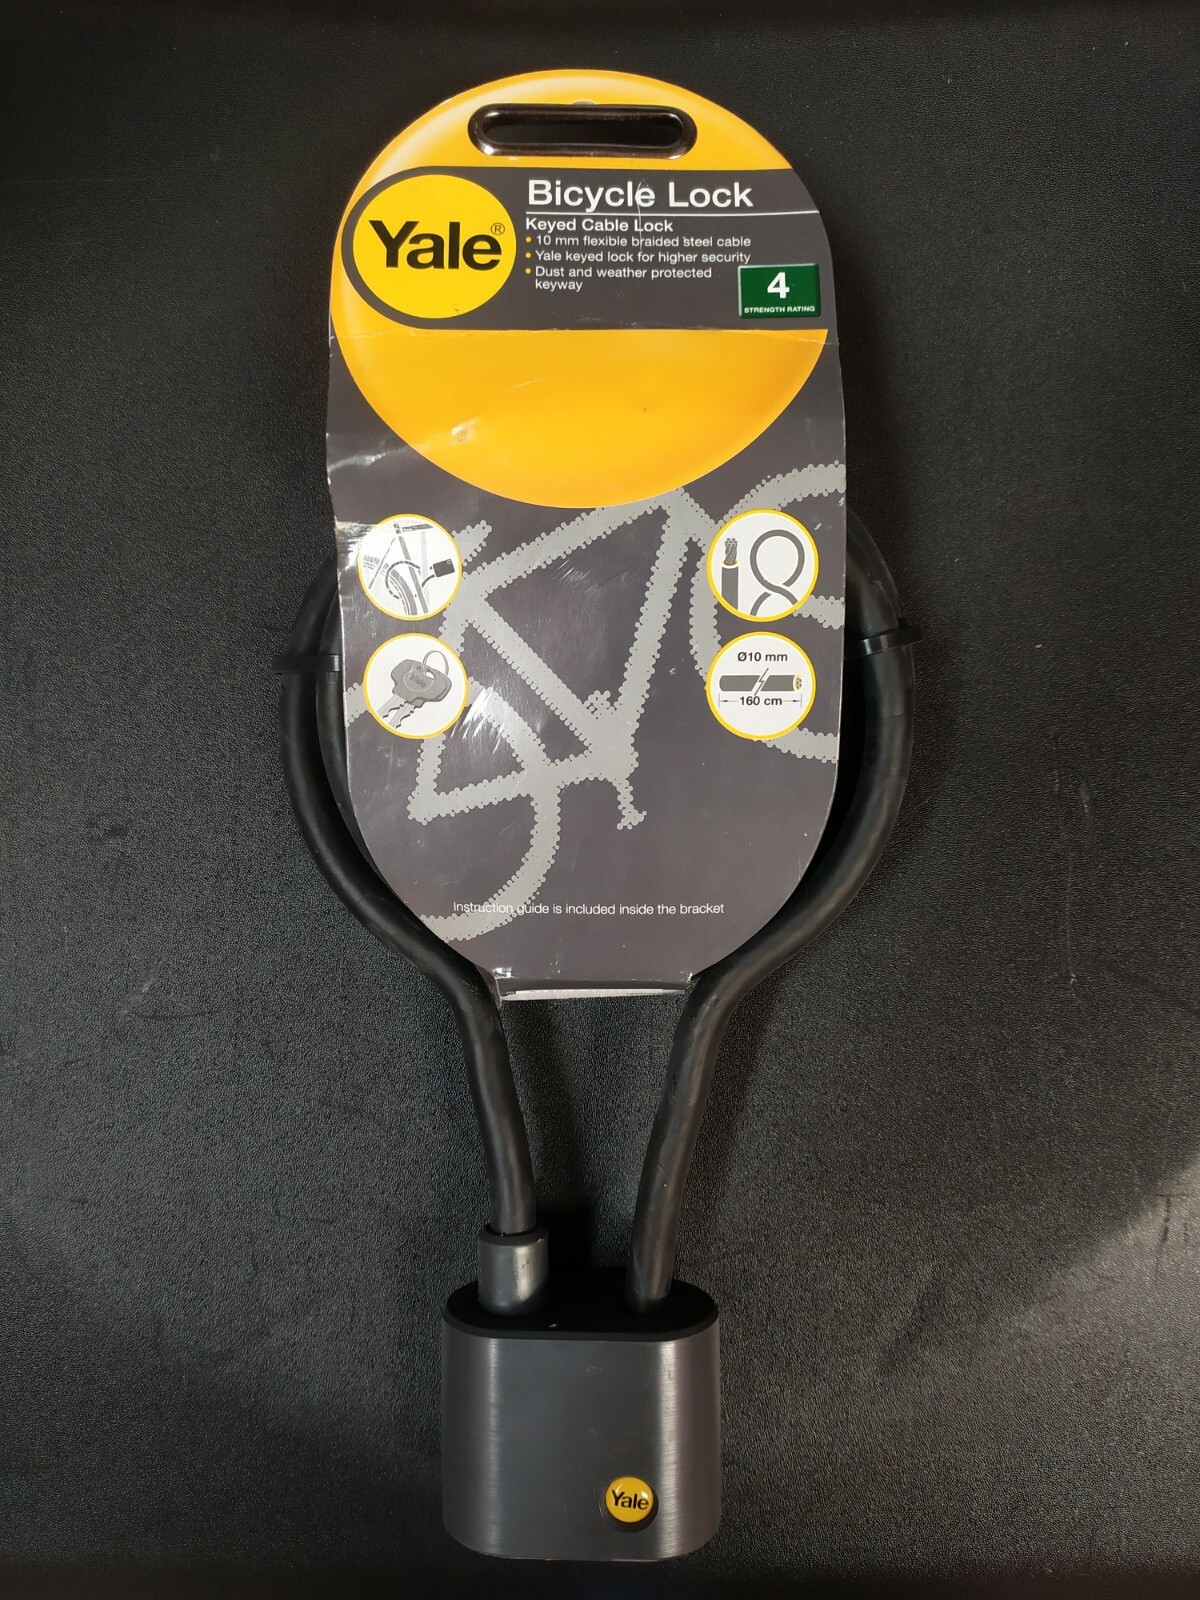 Bicycle Lock
Yale®
Keyed Cable Lock
• 10 mm flexible braided steel cable
• Yale keyed lock for higher security
• Dust and weather protected
keyway
4
STRENGTH RATING
Yale
Ø10 mm
160 cm
Instruction guide is included inside the bracket
Yale